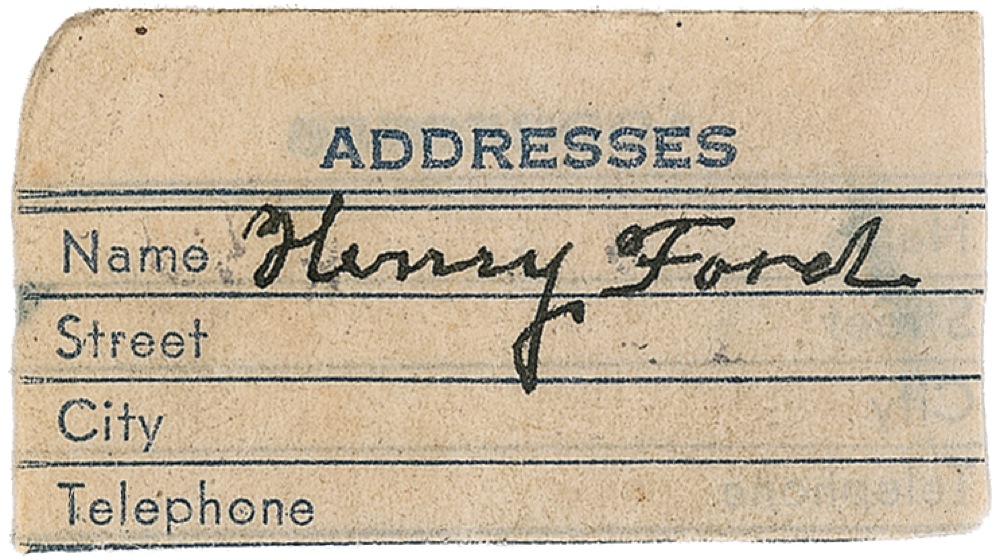 ADDRESSES
Name Henry Ford
Street
City
Telephone